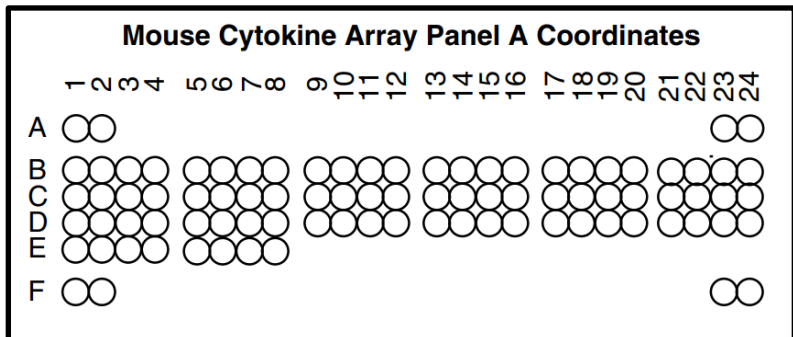 Mouse Cytokine Array Panel A Coordinates
1 2 3 4 5 6 7 8 9 10 11 12 13 14 15 16 17 18 19 20 21 22 23 24
A
B
C
D
E
F